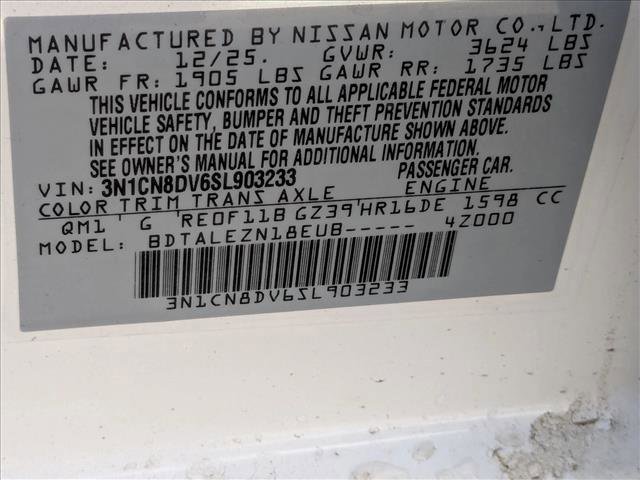 MANUFACTURED BY NISSAN MOTOR CO.,LTD.
DATE: 12/25. GVWR: 3624 LBS
GAWR FR: 1905 LBS GAWR RR: 1735 LBS
THIS VEHICLE CONFORMS TO ALL APPLICABLE FEDERAL MOTOR
VEHICLE SAFETY, BUMPER AND THEFT PREVENTION STANDARDS
IN EFFECT ON THE DATE OF MANUFACTURE SHOWN ABOVE.
SEE OWNER'S MANUAL FOR ADDITIONAL INFORMATION.
VIN: 3N1CN8DV6SL903233 PASSENGER CAR.
COLOR TRIM TRANS AXLE ENGINE
QM1 G RE0F11B GZ39 HR16DE 1598 CC
MODEL: BDTALEZN18EUB----- 4Z000
3N1CN8DV6SL903233